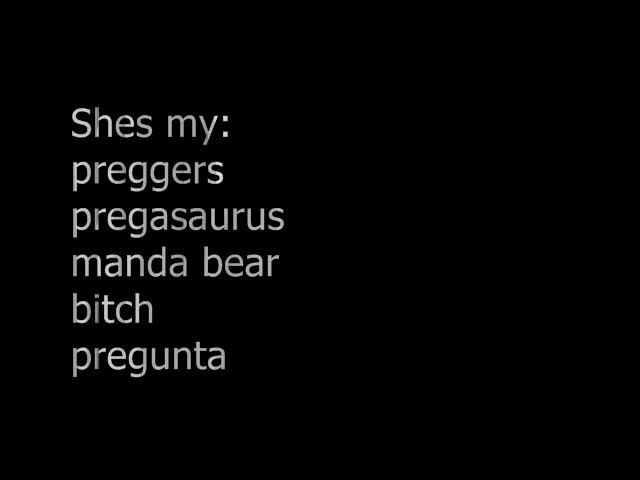 Shes my:
preggers
pregasaurus
manda bear
bitch
pregunta